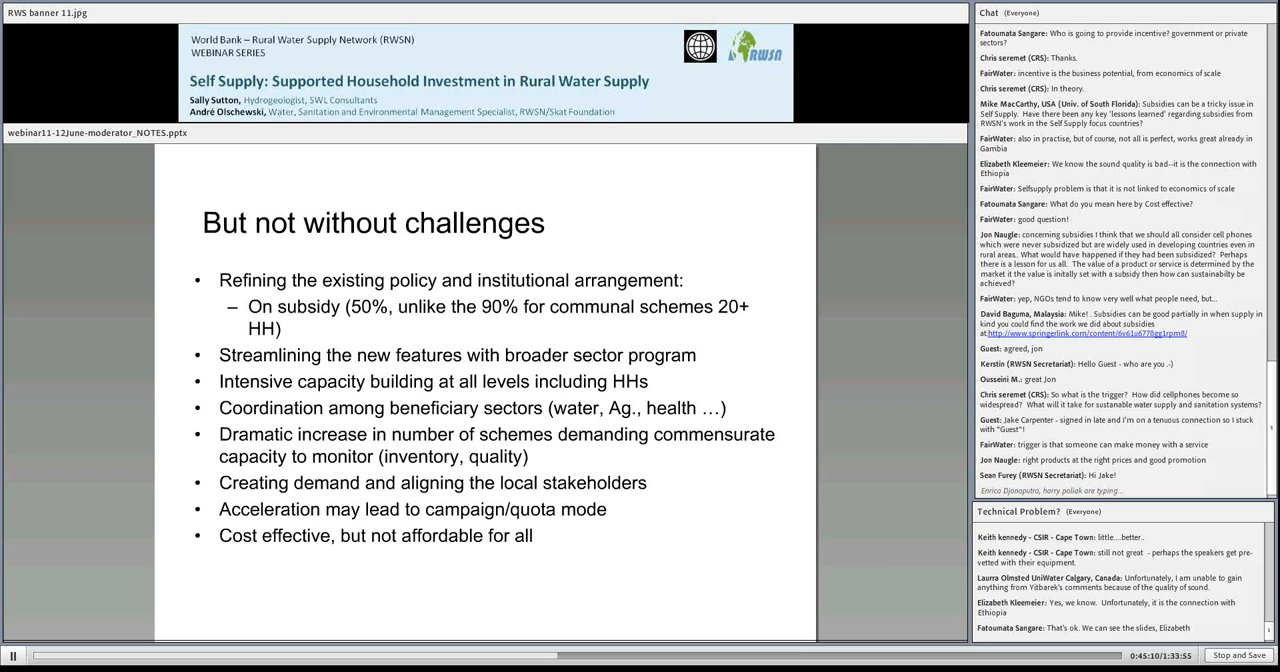 RWS banner 11.jpg
World Bank – Rural Water Supply Network (RWSN)
WEBINAR SERIES
RWSN
Self Supply: Supported Household Investment in Rural Water Supply
Sally Sutton, Hydrogeologist, SWL Consultants
André Olschewski, Water, Sanitation and Environmental Management Specialist, RWSN/Skat Foundation
webinar11-12June-moderator_NOTES.pptx
But not without challenges
• Refining the existing policy and institutional arrangement:
– On subsidy (50%, unlike the 90% for communal schemes 20+
HH)
• Streamlining the new features with broader sector program
• Intensive capacity building at all levels including HHs
• Coordination among beneficiary sectors (water, Ag., health …)
• Dramatic increase in number of schemes demanding commensurate
capacity to monitor (inventory, quality)
• Creating demand and aligning the local stakeholders
• Acceleration may lead to campaign/quota mode
• Cost effective, but not affordable for all
Chat (Everyone)
Fatoumata Sangare: Who is going to provide incentive? government or private
sectors?
Chris seremet (CRS): Thanks.
FairWater: incentive is the business potential, from economics of scale
Chris seremet (CRS): In theory.
Mike MacCarthy, USA (Univ. of South Florida): Subsidies can be a tricky issue in
Self Supply. Have there been any key 'lessons learned' regarding subsidies from
RWSN's work in the Self Supply focus countries?
FairWater: also in practise, but of course, not all is perfect, works great already in
Gambia
Elizabeth Kleemeier: We know the sound quality is bad--it is the connection with
Ethiopia
FairWater: Selfsupply problem is that it is not linked to economics of scale
Fatoumata Sangare: What do you mean here by Cost effective?
FairWater: good question!
Jon Naugle: concerning subsidies I think that we should all consider cell phones
which were never subsidized but are widely used in developing countries even in
rural areas.. What would have happened if they had been subsidized? Perhaps
there is a lesson for us all. The value of a product or service is determined by the
market it the value is initally set with a subsidy then how can sustainabilty be
achieved?
FairWater: yep, NGOs tend to know very well what people need, but...
David Baguma, Malaysia: Mike! . Subsidies can be good partially in when supply in
kind you could find the work we did about subsidies
at.http://www.springerlink.com/content/6v61u6778gg1rpm8/
Guest: agreed, jon
Kerstin (RWSN Secretariat): Hello Guest - who are you .-)
Ousseini M.: great Jon
Chris seremet (CRS): So what is the trigger? How did cellphones become so
widespread? What will it take for sustanable water supply and sanitation systems?
Guest: Jake Carpenter - signed in late and I'm on a tenuous connection so I stuck
with "Guest"!
FairWater: trigger is that someone can make money with a service
Jon Naugle: right products at the right prices and good promotion
Sean Furey (RWSN Secretariat): Hi Jake!
Enrico Djonoputro, harry poliak are typing...
Technical Problem? (Everyone)
Keith kennedy - CSIR - Cape Town: little....better..
Keith kennedy - CSIR - Cape Town: still not great - perhaps the speakers get pre-
vetted with their equipment.
Laurra Olmsted UniWater Calgary, Canada: Unfortunately, I am unable to gain
anything from Yitbarek's comments because of the quality of sound.
Elizabeth Kleemeier: Yes, we know. Unfortunately, it is the connection with
Ethiopia
Fatoumata Sangare: That's ok. We can see the slides, Elizabeth
0:45:10/1:33:55
Stop and Save